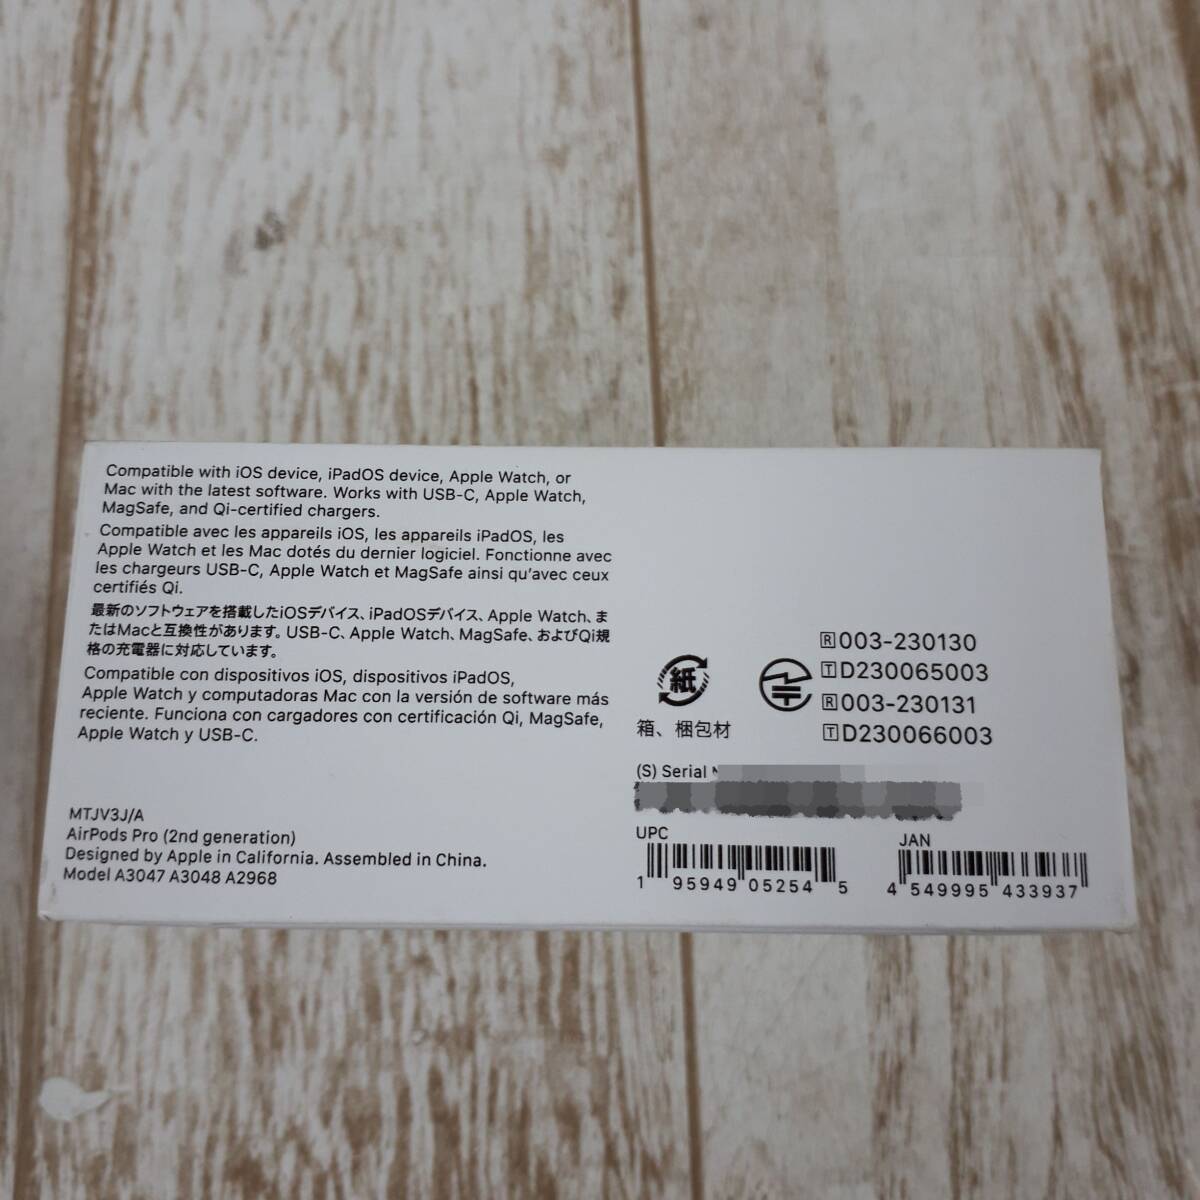 Compatible with iOS device, iPadOS device, Apple Watch, or
Mac with the latest software. Works with USB-C, Apple Watch,
MagSafe, and Qi-certified chargers.
Compatible avec les appareils iOS, les appareils iPadOS, les
Apple Watch et les Mac dotés du dernier logiciel. Fonctionne avec
les chargeurs USB-C, Apple Watch et MagSafe ainsi qu'avec ceux
certifiés Qi.
最新のソフトウェアを搭載したiOSデバイス、iPadOSデバイス、Apple Watch、ま
たはMacと互換性があります。USB-C、Apple Watch、MagSafe、およびQi規
格の充電器に対応しています。
Compatible con dispositivos iOS, dispositivos iPadOS,
Apple Watch y computadoras Mac con la versión de software más
reciente. Funciona con cargadores con certificación Qi, MagSafe,
Apple Watch y USB-C.
MTJV3J/A
AirPods Pro (2nd generation)
Designed by Apple in California. Assembled in China.
Model A3047 A3048 A2968
紙
箱、梱包材
R 003-230130
T D230065003
R 003-230131
T D230066003
(S) Serial
UPC
1 95949 05254 5
JAN
4 549995 433937